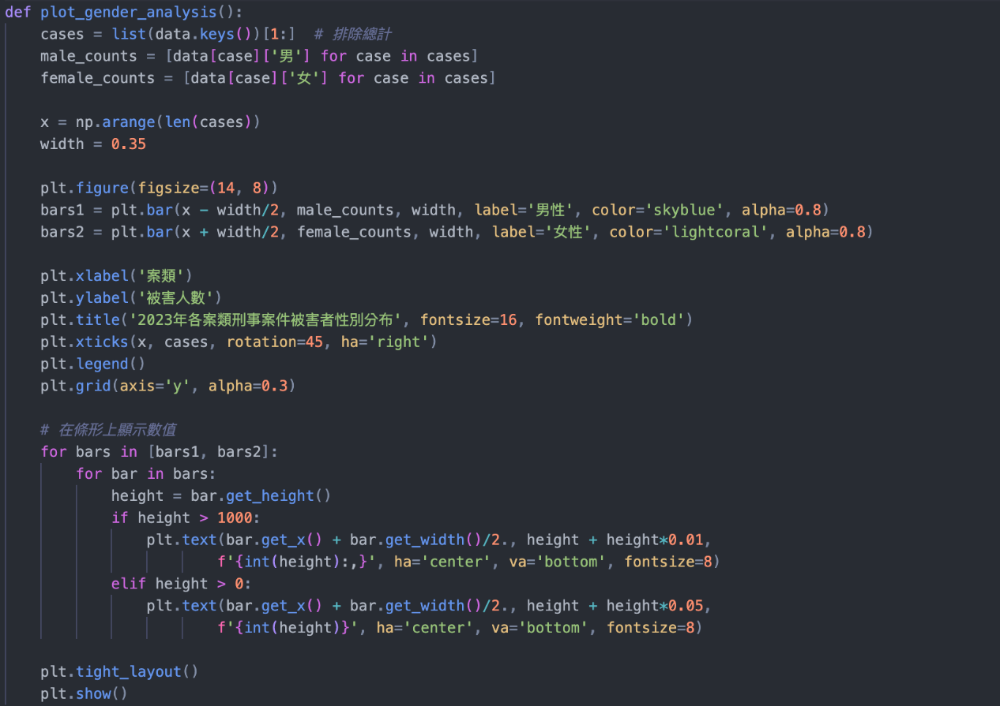 def plot_gender_analysis():
    cases = list(data.keys())[1:]  # 排除總計
    male_counts = [data[case]['男'] for case in cases]
    female_counts = [data[case]['女'] for case in cases]

    x = np.arange(len(cases))
    width = 0.35

    plt.figure(figsize=(14, 8))
    bars1 = plt.bar(x - width/2, male_counts, width, label='男性', color='skyblue', alpha=0.8)
    bars2 = plt.bar(x + width/2, female_counts, width, label='女性', color='lightcoral', alpha=0.8)

    plt.xlabel('案類')
    plt.ylabel('被害人數')
    plt.title('2023年各案類刑事案件被害者性別分布', fontsize=16, fontweight='bold')
    plt.xticks(x, cases, rotation=45, ha='right')
    plt.legend()
    plt.grid(axis='y', alpha=0.3)

    # 在條形上顯示數值
    for bars in [bars1, bars2]:
        for bar in bars:
            height = bar.get_height()
            if height > 1000:
                plt.text(bar.get_x() + bar.get_width()/2., height + height*0.01,
                        f'{int(height):,}', ha='center', va='bottom', fontsize=8)
            elif height > 0:
                plt.text(bar.get_x() + bar.get_width()/2., height + height*0.05,
                        f'{int(height)}', ha='center', va='bottom', fontsize=8)

    plt.tight_layout()
    plt.show()